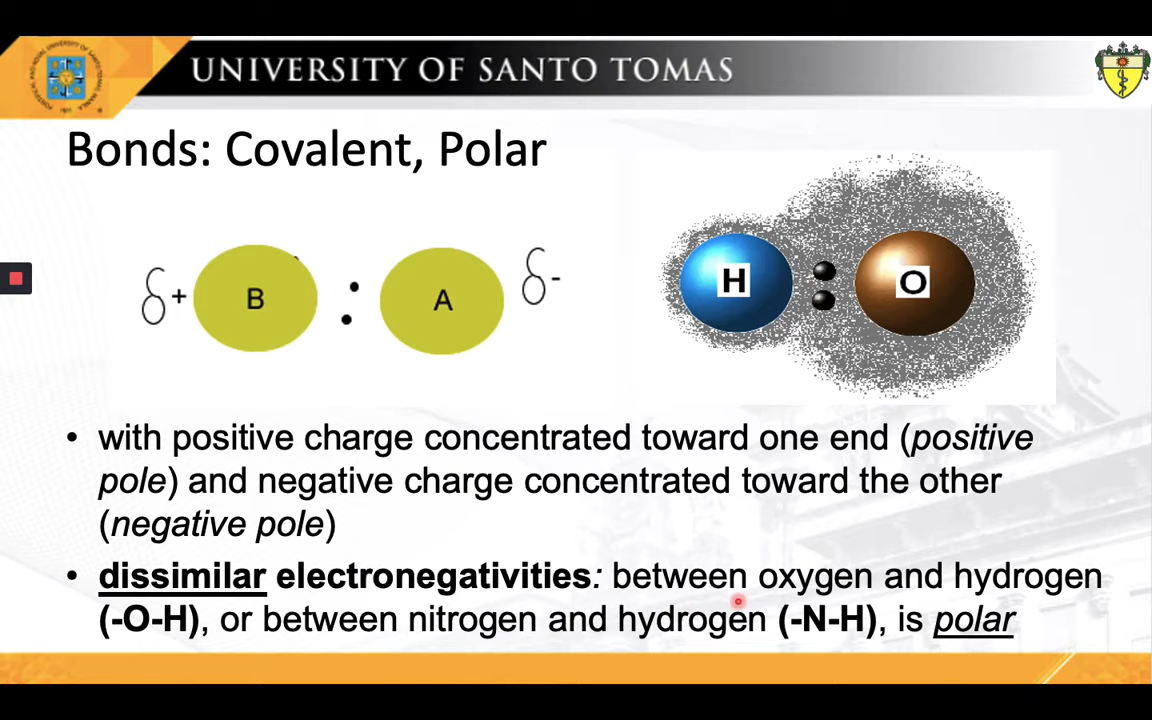 UNIVERSITY OF SANTO TOMAS
Bonds: Covalent, Polar
δ+ B : A δ-
H : O
• with positive charge concentrated toward one end (positive
pole) and negative charge concentrated toward the other
(negative pole)
• dissimilar electronegativities: between oxygen and hydrogen
(-O-H), or between nitrogen and hydrogen (-N-H), is polar